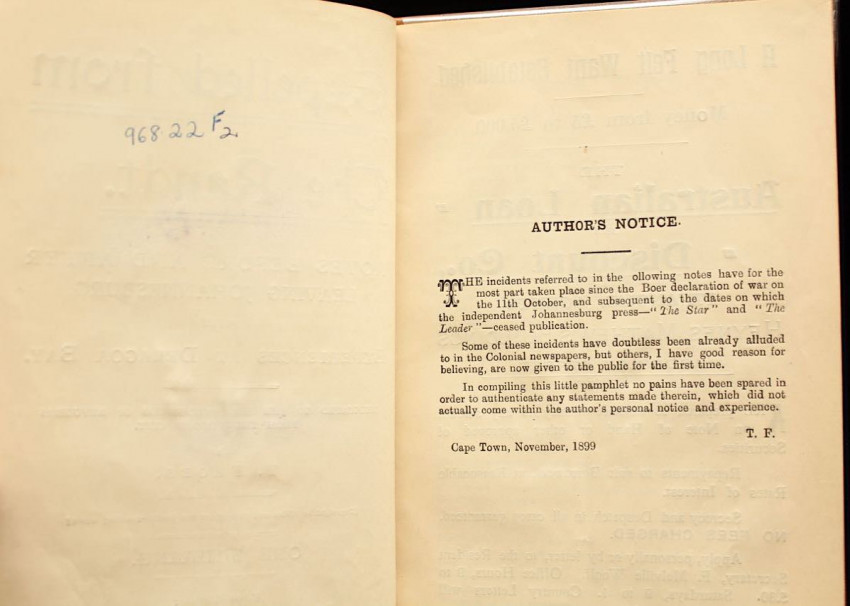 968 22 F2
AUTHOR'S NOTICE.
THE incidents referred to in the ollowing notes have for the
most part taken place since the Boer declaration of war on
the 11th October, and subsequent to the dates on which
the independent Johannesburg press—"The Star" and "The
Leader"—ceased publication.
Some of these incidents have doubtless been already alluded
to in the Colonial newspapers, but others, I have good reason for
believing, are now given to the public for the first time.
In compiling this little pamphlet no pains have been spared in
order to authenticate any statements made therein, which did not
actually come within the author's personal notice and experience.
T. F.
Cape Town, November, 1899